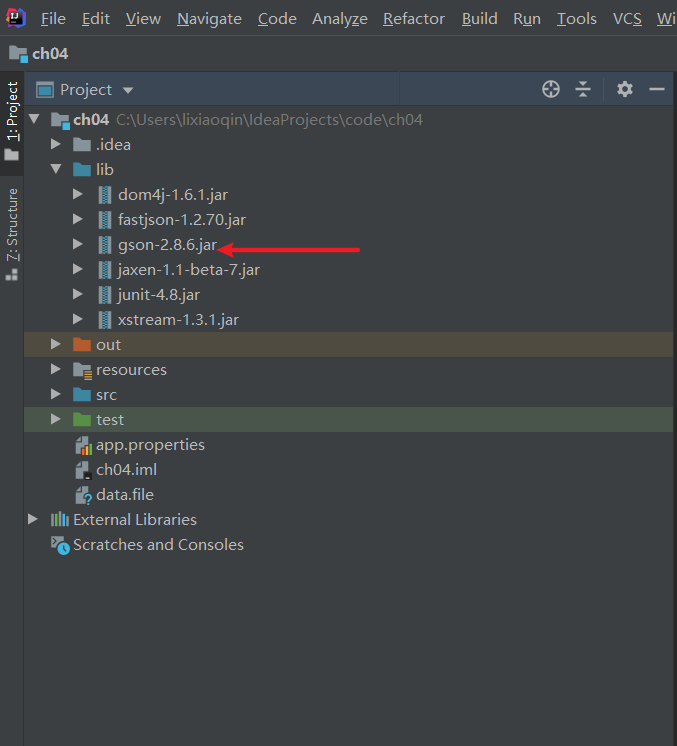 File Edit View Navigate Code Analyze Refactor Build Run Tools VCS Wi
ch04
1: Project
Project
ch04 C:\Users\lixiaoqin\IdeaProjects\code\ch04
.idea
lib
dom4j-1.6.1.jar
fastjson-1.2.70.jar
gson-2.8.6.jar
jaxen-1.1-beta-7.jar
junit-4.8.jar
xstream-1.3.1.jar
Z: Structure
out
resources
src
test
app.properties
ch04.iml
data.file
External Libraries
Scratches and Consoles